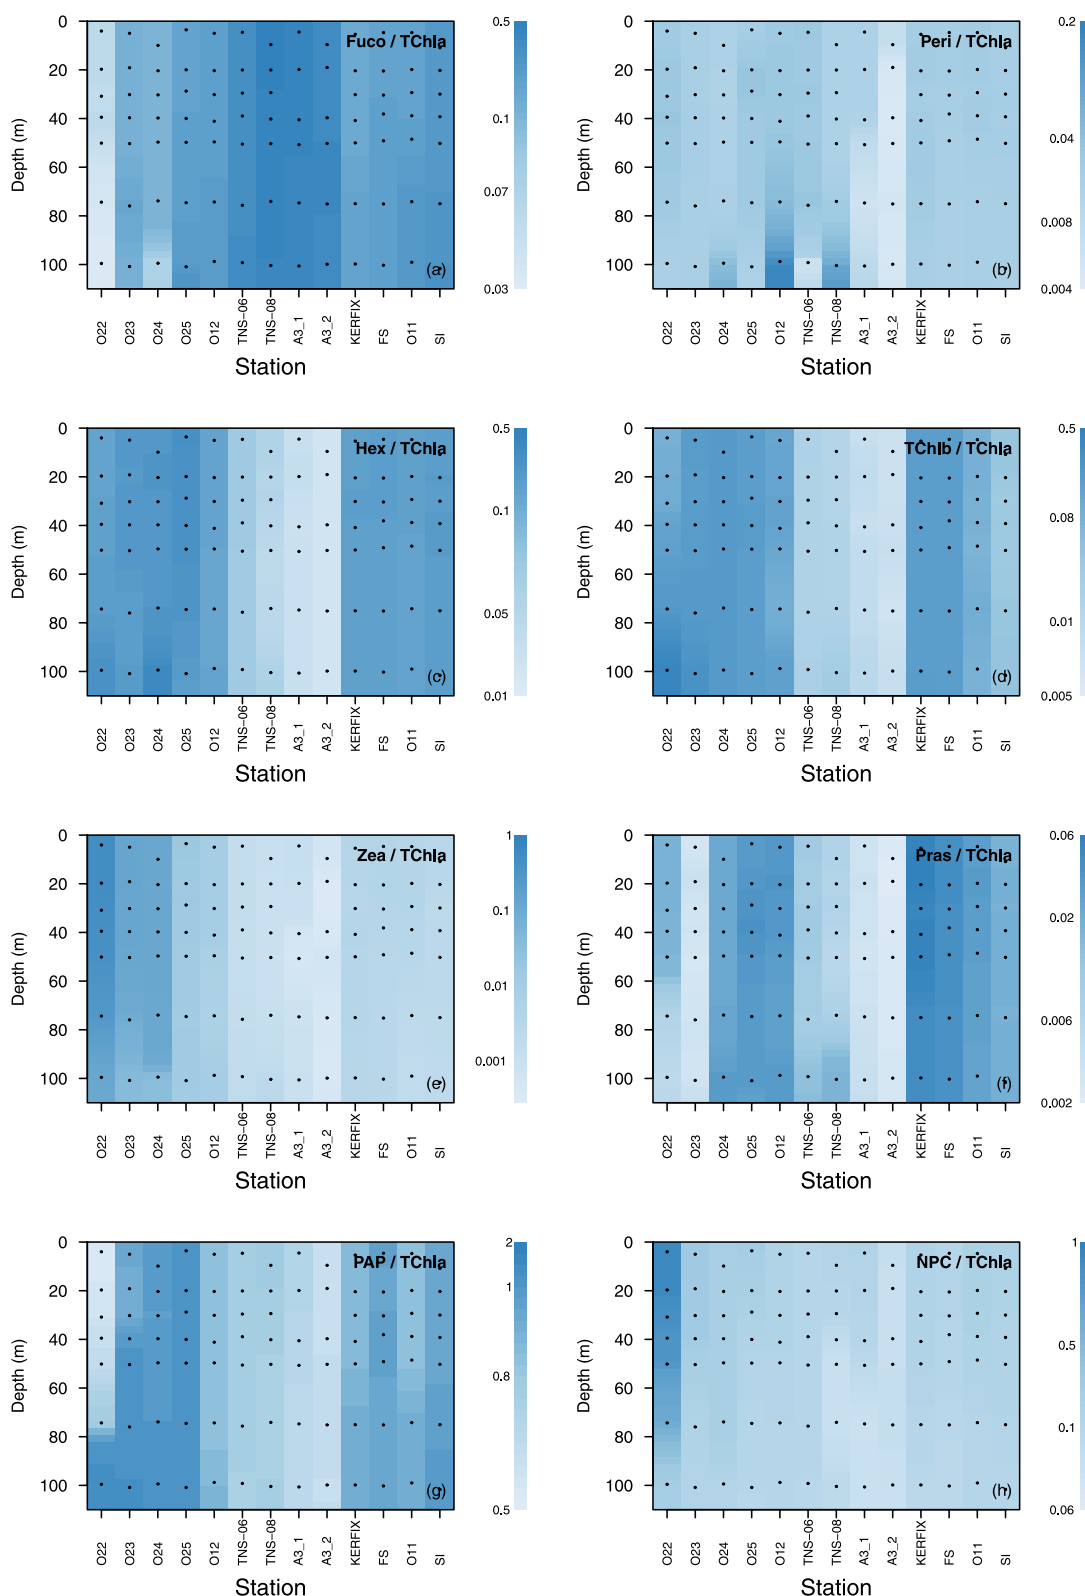 Fuco / TChla
0
20
40
60
80
100
Depth (m)
0.5
0.1
0.07
0.03
(a)
O22 O23 O24 O25 O12 TNS−06 TNS−08 A3_1 A3_2 KERFIX FS O11 SI
Station
Peri / TChla
0
20
40
60
80
100
Depth (m)
0.2
0.04
0.008
0.004
(b)
O22 O23 O24 O25 O12 TNS−06 TNS−08 A3_1 A3_2 KERFIX FS O11 SI
Station
Hex / TChla
0
20
40
60
80
100
Depth (m)
0.5
0.1
0.05
0.01
(c)
O22 O23 O24 O25 O12 TNS−06 TNS−08 A3_1 A3_2 KERFIX FS O11 SI
Station
TChlb / TChla
0
20
40
60
80
100
Depth (m)
0.5
0.08
0.01
0.005
(d)
O22 O23 O24 O25 O12 TNS−06 TNS−08 A3_1 A3_2 KERFIX FS O11 SI
Station
Zea / TChla
0
20
40
60
80
100
Depth (m)
1
0.1
0.01
0.001
(e)
O22 O23 O24 O25 O12 TNS−06 TNS−08 A3_1 A3_2 KERFIX FS O11 SI
Station
Pras / TChla
0
20
40
60
80
100
Depth (m)
0.06
0.02
0.006
0.002
(f)
O22 O23 O24 O25 O12 TNS−06 TNS−08 A3_1 A3_2 KERFIX FS O11 SI
Station
PAP / TChla
0
20
40
60
80
100
Depth (m)
2
1
0.8
0.5
(g)
O22 O23 O24 O25 O12 TNS−06 TNS−08 A3_1 A3_2 KERFIX FS O11 SI
Station
NPC / TChla
0
20
40
60
80
100
Depth (m)
1
0.5
0.1
0.06
(h)
O22 O23 O24 O25 O12 TNS−06 TNS−08 A3_1 A3_2 KERFIX FS O11 SI
Station